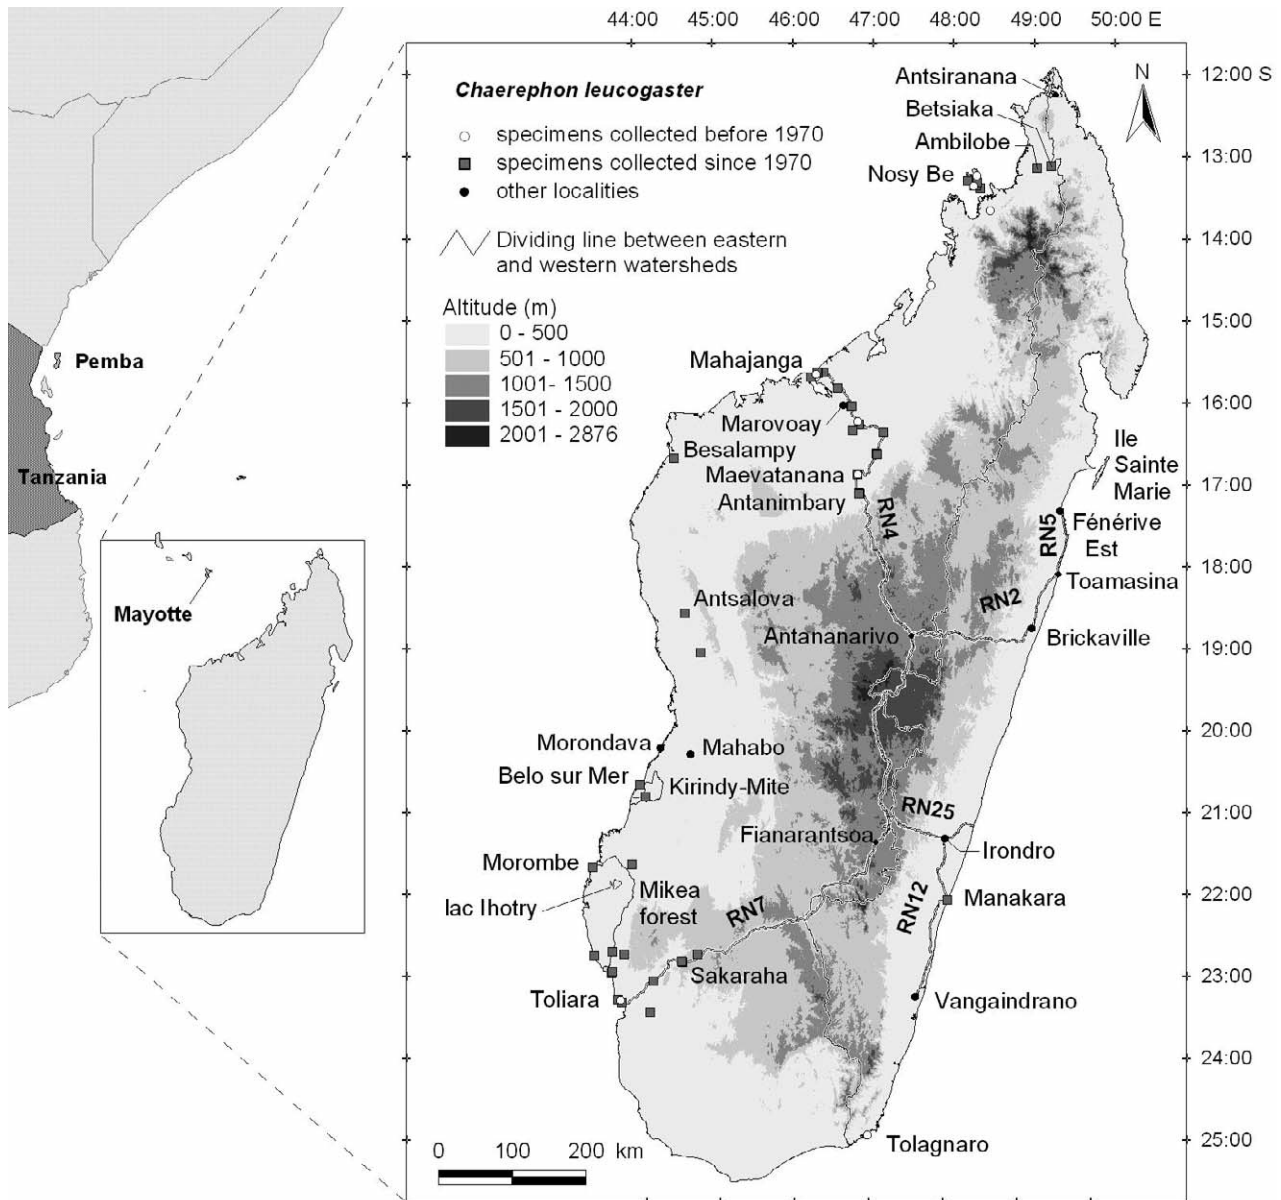 44:00 45:00 46:00 47:00 48:00 49:00 50:00 E
12:00 S
13:00
14:00
15:00
16:00
17:00
18:00
19:00
20:00
21:00
22:00
23:00
24:00
25:00
N
Chaerephon leucogaster
specimens collected before 1970
specimens collected since 1970
other localities
Dividing line between eastern
and western watersheds
Altitude (m)
0 - 500
501 - 1000
1001- 1500
1501 - 2000
2001 - 2876
Pemba
Tanzania
Mayotte
Antsiranana
Betsiaka
Ambilobe
Nosy Be
Mahajanga
Marovoay
Besalampy
Maevatanana
Antanimbary
RN4
Ile
Sainte
Marie
RN5
Fénérive
Est
Toamasina
RN2
Antsalova
Antananarivo
Brickaville
Morondava
Mahabo
Belo sur Mer
Kirindy-Mite
RN25
Fianarantsoa
Irondro
Morombe
Mikea
forest
lac Ihotry
RN7
RN12
Manakara
Sakaraha
Toliara
Vangaindrano
Tolagnaro
0 100 200 km